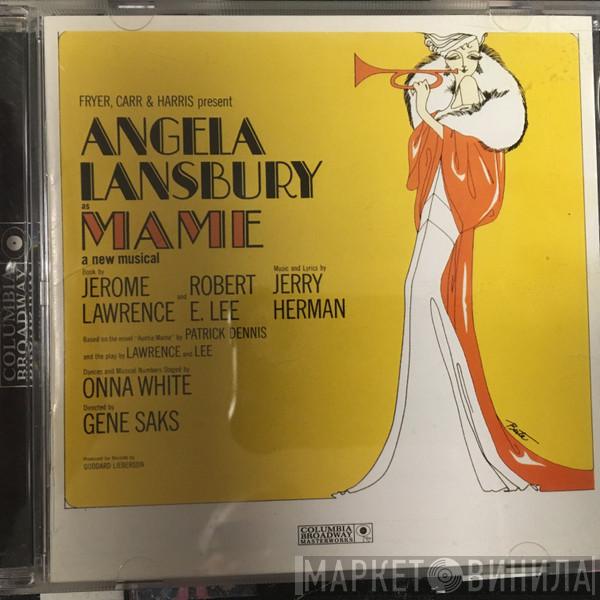 FRYER, CARR & HARRIS present
ANGELA
LANSBURY
as
MAME
a new musical
Book by
JEROME
LAWRENCE
and
ROBERT
E. LEE
Music and Lyrics by
JERRY
HERMAN
Based on the novel "Auntie Mame" by PATRICK DENNIS
and the play by LAWRENCE and LEE
Dances and Musical Numbers Staged by
ONNA WHITE
Directed by
GENE SAKS
Produced for Records by
GODDARD LIEBERSON
COLUMBIA
BROADWAY
COLUMBIA
BROADWAY
MASTERWORKS
МАРКЕТ ВИНИЛА